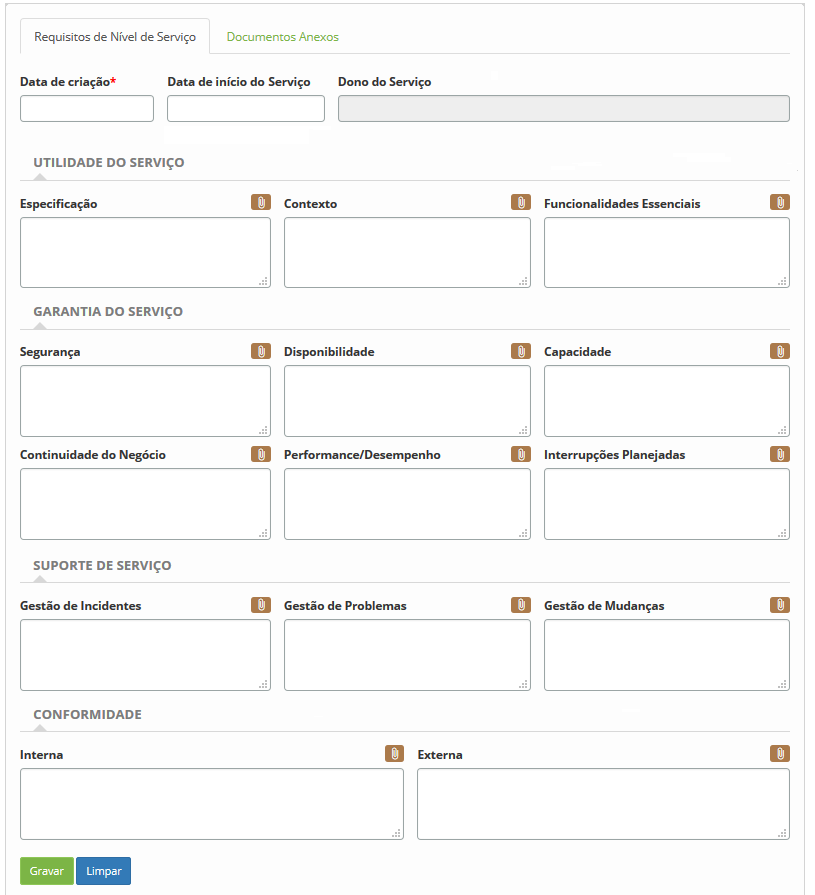 Requisitos de Nível de Serviço Documentos Anexos
Data de criação* Data de início do Serviço Dono do Serviço
UTILIDADE DO SERVIÇO
Especificação Contexto Funcionalidades Essenciais
GARANTIA DO SERVIÇO
Segurança Disponibilidade Capacidade
Continuidade do Negócio Performance/Desempenho Interrupções Planejadas
SUPORTE DE SERVIÇO
Gestão de Incidentes Gestão de Problemas Gestão de Mudanças
CONFORMIDADE
Interna Externa
Gravar Limpar